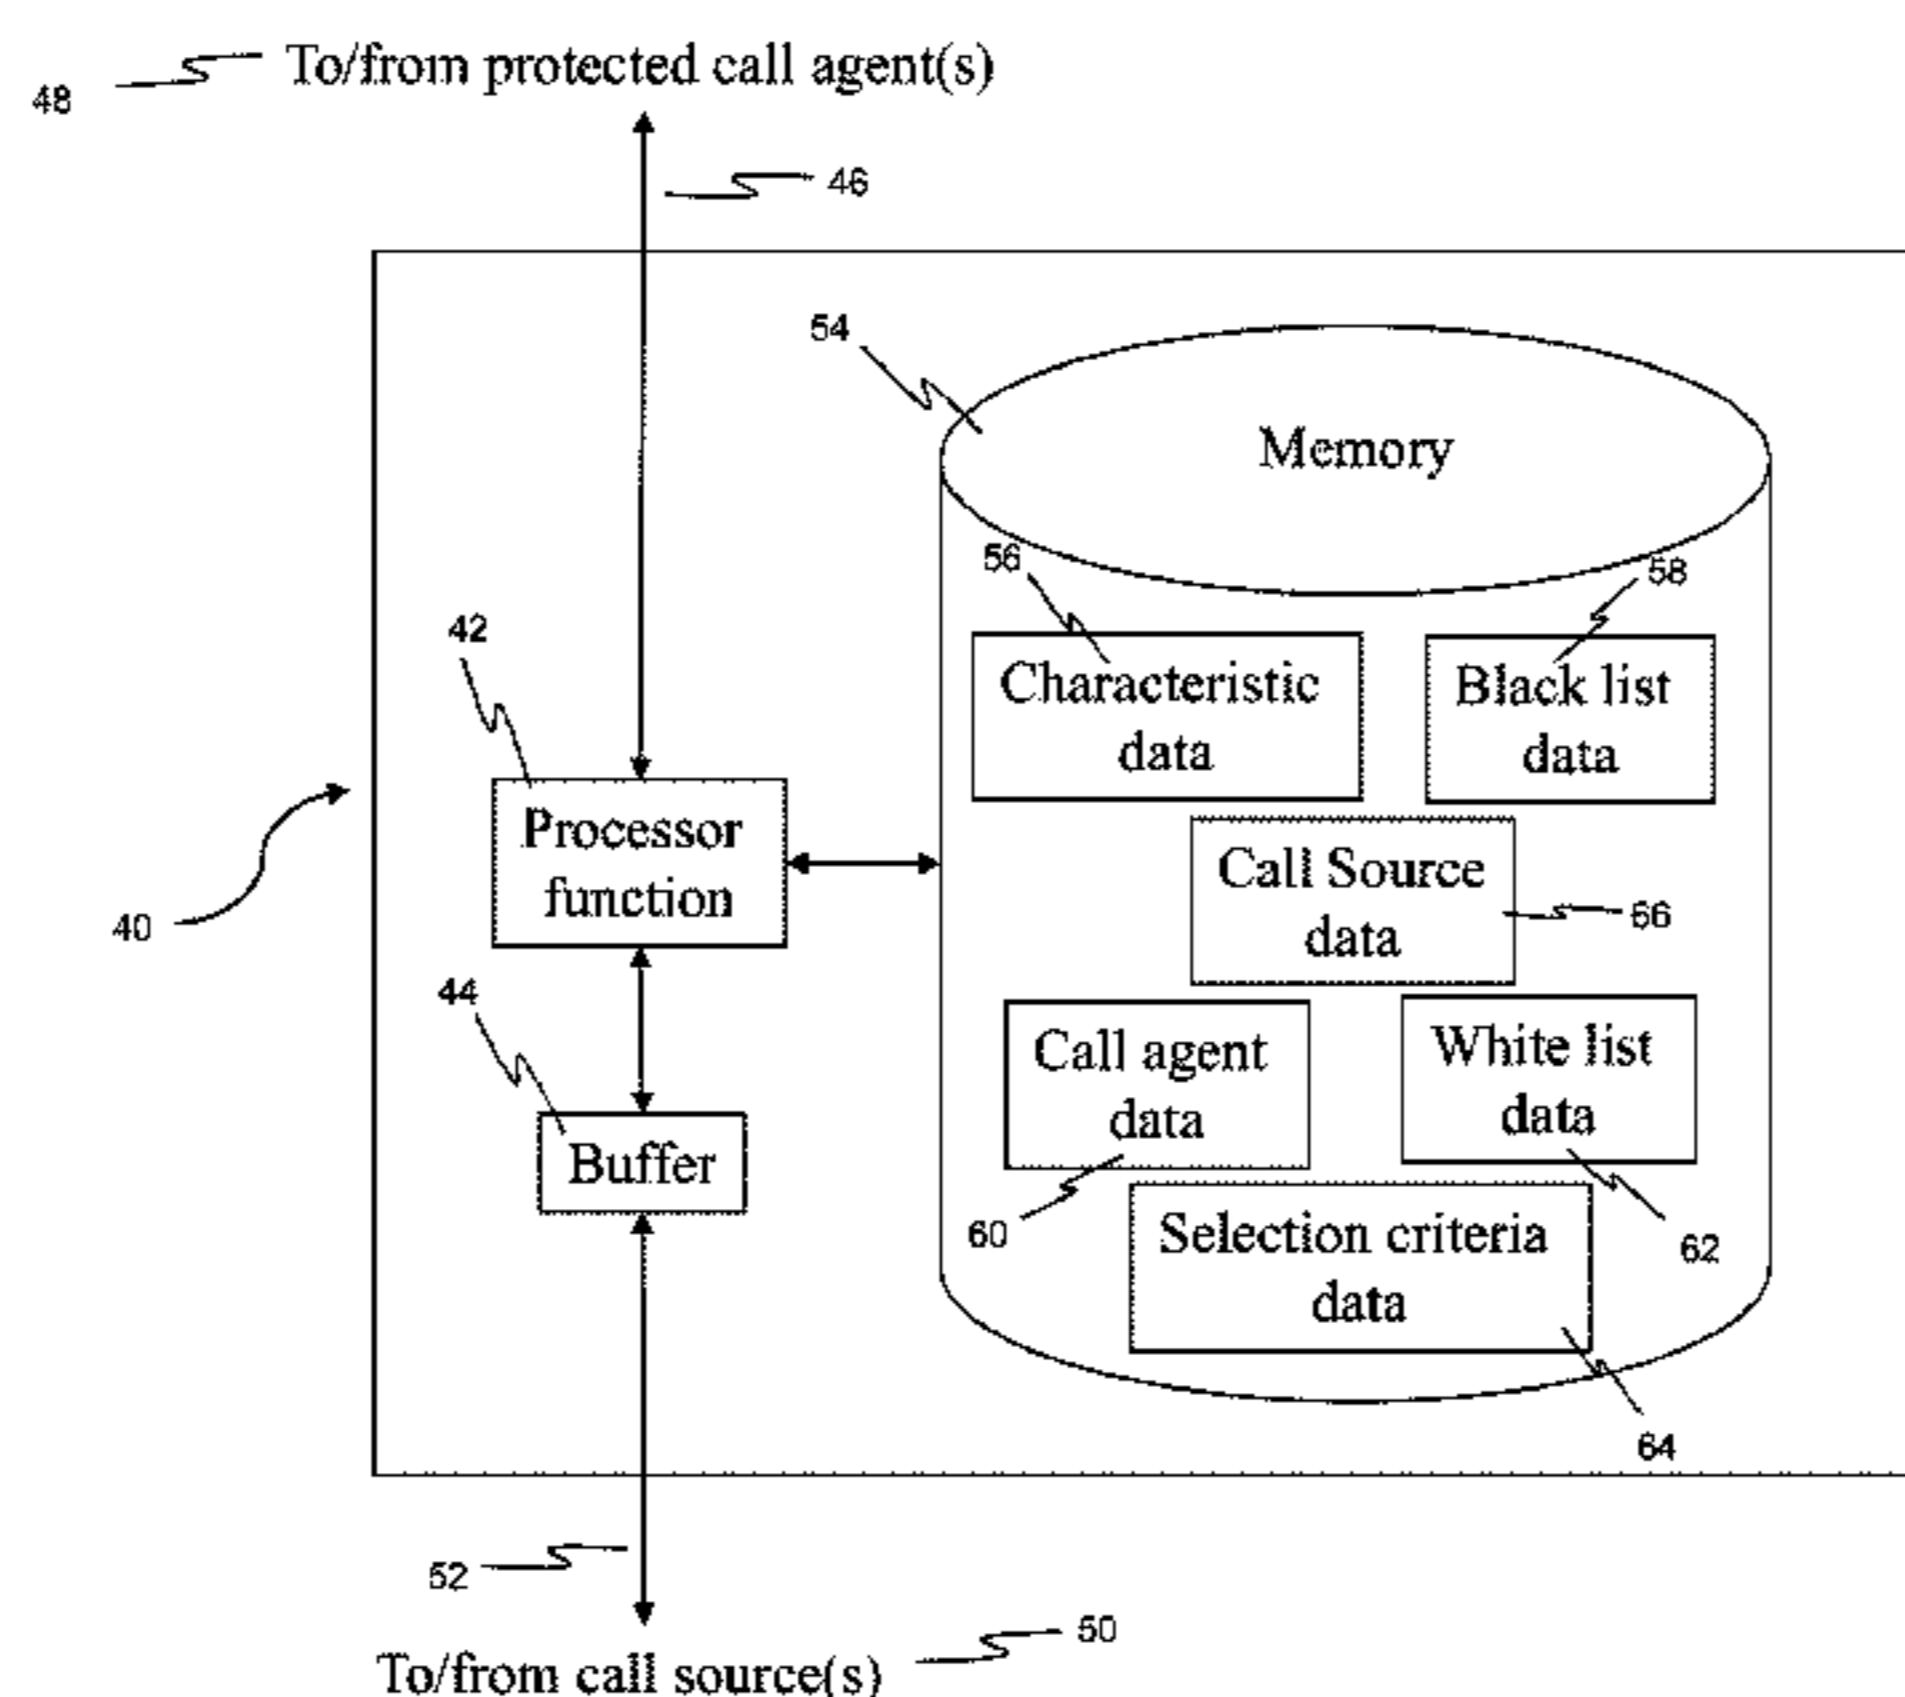 48 To/from protected call agent(s)
46
54
Memory
56
58
42
Characteristic
data
Black list
data
Processor
function
Call Source
data
66
40
44
Call agent
data
White list
data
Buffer
60
62
Selection criteria
data
64
52
50
To/from call source(s)